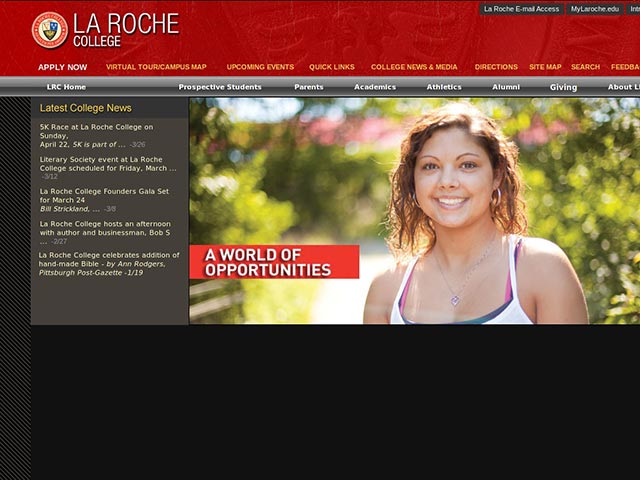 LA ROCHE
COLLEGE
La Roche E-mail Access MyLaroche.edu
APPLY NOW VIRTUAL TOUR/CAMPUS MAP UPCOMING EVENTS QUICK LINKS COLLEGE NEWS & MEDIA DIRECTIONS SITE MAP SEARCH FEEDBA
LRC Home Prospective Students Parents Academics Athletics Alumni Giving About L
Latest College News
5K Race at La Roche College on
Sunday,
April 22, 5K is part of ... -3/26
Literary Society event at La Roche
College scheduled for Friday, March ...
-3/12
La Roche College Founders Gala Set
for March 24
Bill Strickland, ... -3/8
La Roche College hosts an afternoon
with author and businessman, Bob S
... -2/27
La Roche College celebrates addition of
hand-made Bible - by Ann Rodgers,
Pittsburgh Post-Gazette -1/19
A WORLD OF
OPPORTUNITIES